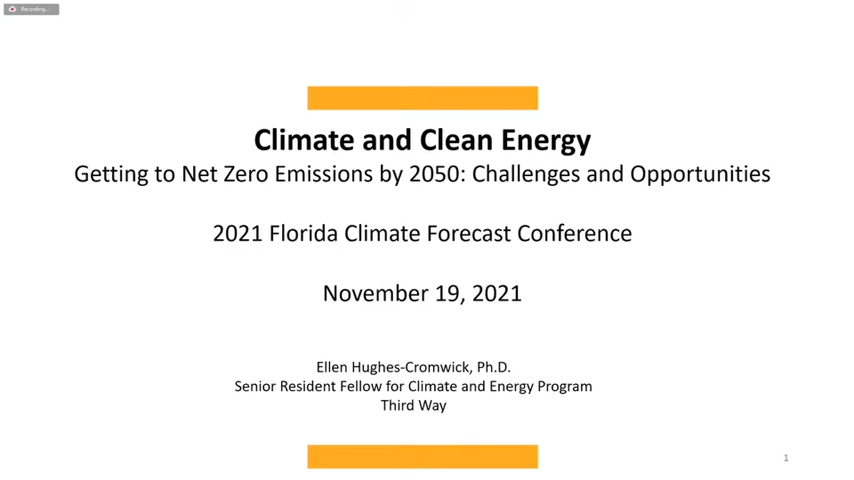 Recording...
Climate and Clean Energy
Getting to Net Zero Emissions by 2050: Challenges and Opportunities
2021 Florida Climate Forecast Conference
November 19, 2021
Ellen Hughes-Cromwick, Ph.D.
Senior Resident Fellow for Climate and Energy Program
Third Way
1